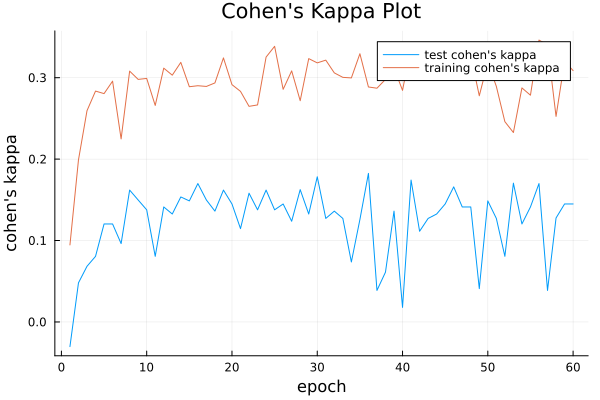 Cohen's Kappa Plot
test cohen's kappa
training cohen's kappa
cohen's kappa
0.3
0.2
0.1
0.0
0 10 20 30 40 50 60
epoch